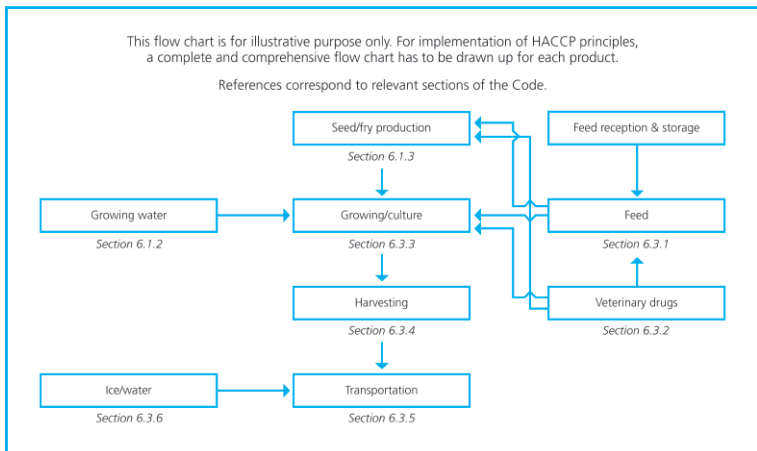 This flow chart is for illustrative purpose only. For implementation of HACCP principles,
a complete and comprehensive flow chart has to be drawn up for each product.
References correspond to relevant sections of the Code.
Seed/fry production
Section 6.1.3
Feed reception & storage
Growing water
Section 6.1.2
Growing/culture
Section 6.3.3
Feed
Section 6.3.1
Harvesting
Section 6.3.4
Veterinary drugs
Section 6.3.2
Ice/water
Section 6.3.6
Transportation
Section 6.3.5